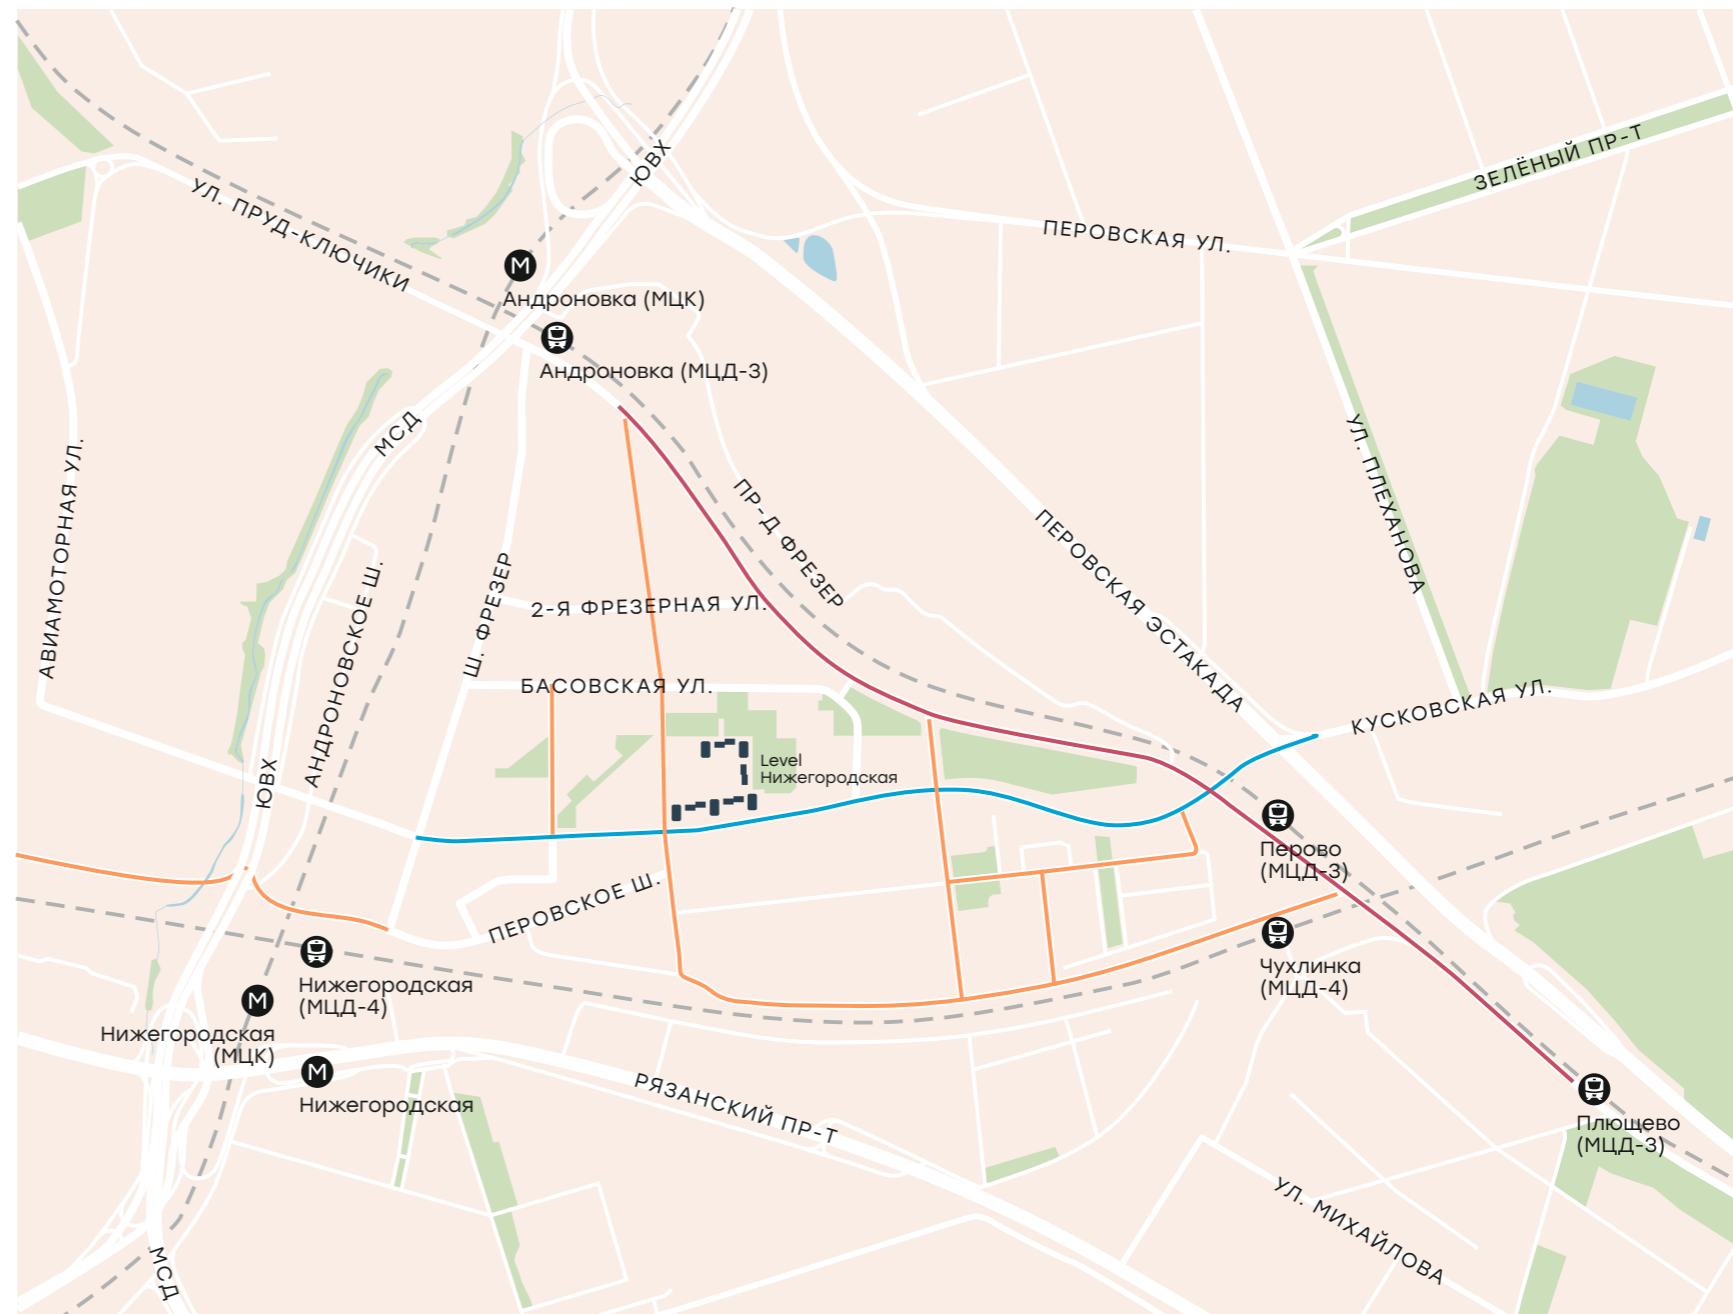 ЮВХ
ЗЕЛЁНЫЙ ПР-Т
УЛ. ПРУД-КЛЮЧИКИ
ПЕРОВСКАЯ УЛ.
М
Андроновка (МЦК)
Андроновка (МЦД-3)
МСД
АВИАМОТОРНАЯ УЛ.
УЛ. ПЛЕХАНОВА
ПР-Д ФРЕЗЕР
ПЕРОВСКАЯ ЭСТАКАДА
АНДРОНОВСКОЕ Ш.
Ш. ФРЕЗЕР
2-Я ФРЕЗЕРНАЯ УЛ.
БАСОВСКАЯ УЛ.
КУСКОВСКАЯ УЛ.
ЮВХ
Level
Нижегородская
Перово
(МЦД-3)
ПЕРОВСКОЕ Ш.
Чухлинка
(МЦД-4)
Нижегородская
(МЦД-4)
М
Нижегородская
(МЦК)
М
Нижегородская
РЯЗАНСКИЙ ПР-Т
Плющево
(МЦД-3)
УЛ. МИХАЙЛОВА
МСД